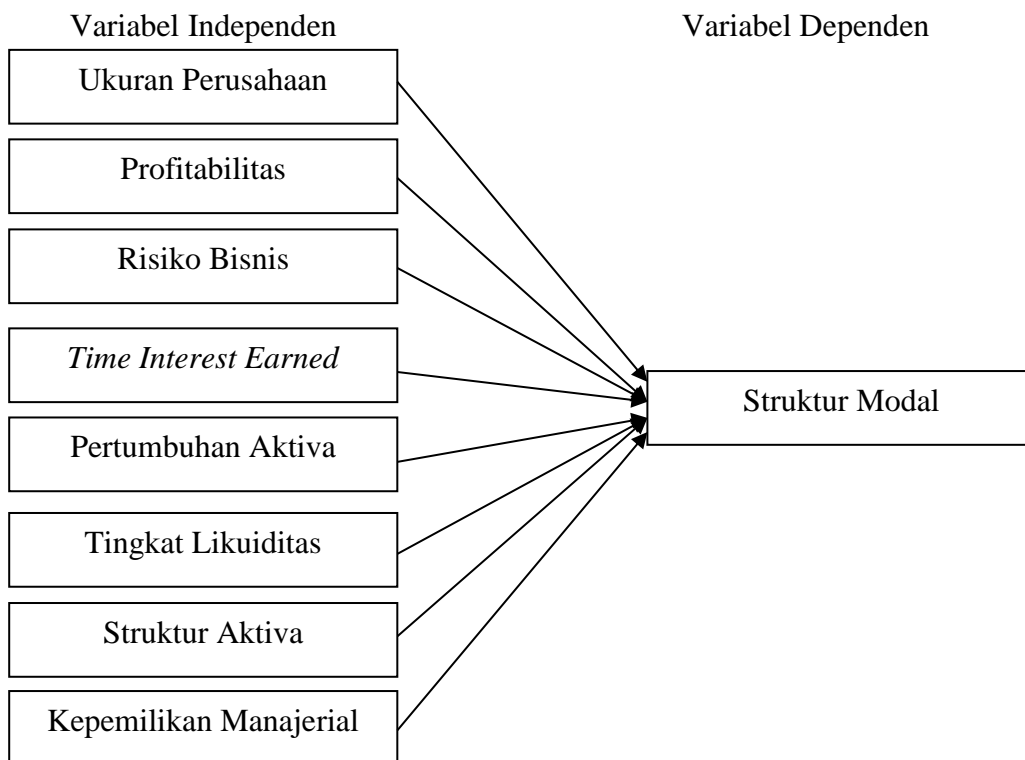 Variabel Independen
Variabel Dependen
Ukuran Perusahaan
Profitabilitas
Risiko Bisnis
Time Interest Earned
Struktur Modal
Pertumbuhan Aktiva
Tingkat Likuiditas
Struktur Aktiva
Kepemilikan Manajerial